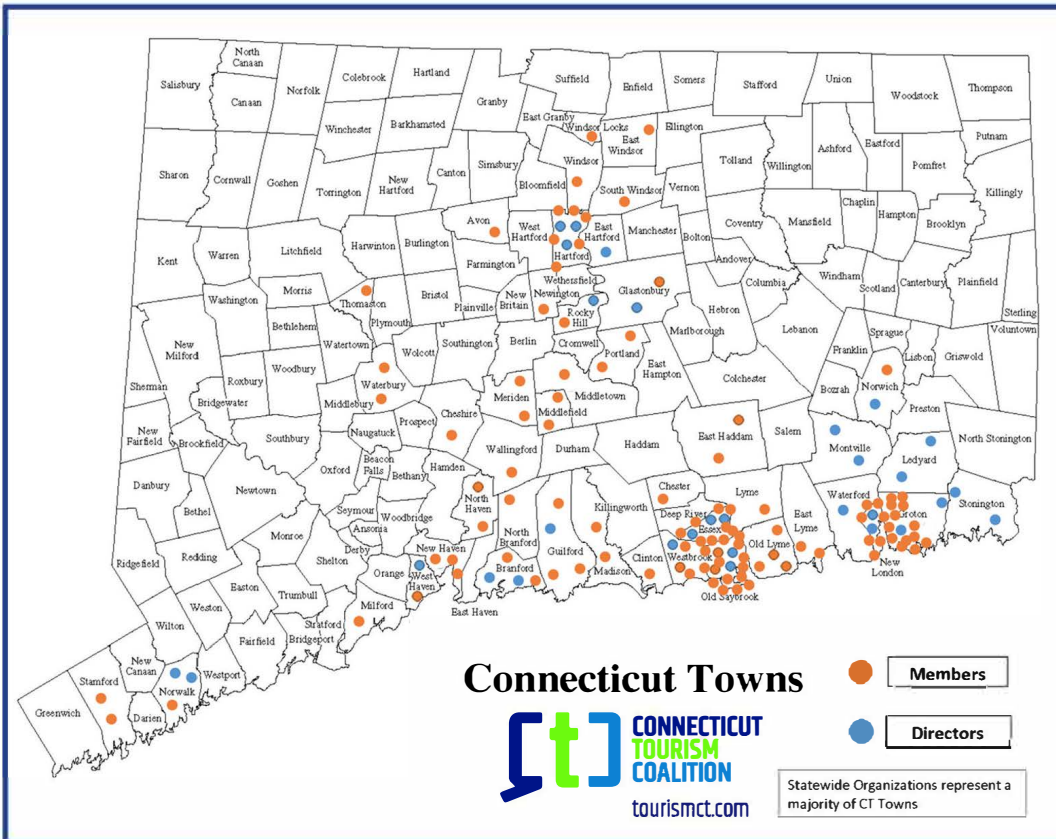 North
Canaan
Salisbury
Canaan
Norfolk
Colebrook
Hartland
Granby
Suffield
Enfield
Somers
Stafford
Union
Woodstock
Thompson
Winchester
Barkhamsted
East Granby
Windsor Locks
East
Windsor
Ellington
Sharon
Cornwall
Goshen
Torrington
New
Hartford
Canton
Simsbury
Bloomfield
Windsor
South Windsor
Vernon
Tolland
Willington
Ashford
Eastford
Pomfret
Putnam
Killingly
Kent
Warren
Litchfield
Harwinton
Burlington
Avon
West
Hartford
Hartford
East
Hartford
Manchester
Bolton
Coventry
Andover
Mansfield
Chaplin
Hampton
Brooklyn
Farmington
Wethersfield
Glastonbury
Columbia
Windham
Scotland
Canterbury
Plainfield
Sterling
Washington
Morris
Thomaston
Plymouth
Bristol
Plainville
New
Britain
Newington
Rocky
Hill
Hebron
Marlborough
Lebanon
Franklin
Sprague
Lisbon
Griswold
Voluntown
New
Milford
Bethlehem
Watertown
Wolcott
Southington
Berlin
Cromwell
Portland
East
Hampton
Colchester
Bozrah
Norwich
Preston
Sherman
Roxbury
Woodbury
Bridgewater
Middlebury
Waterbury
Cheshire
Meriden
Middlefield
Middletown
New
Fairfield
Brookfield
Southbury
Naugatuck
Prospect
Wallingford
Durham
Haddam
East Haddam
Salem
Montville
Ledyard
North Stonington
Danbury
Bethel
Newtown
Oxford
Beacon
Falls
Bethany
Hamden
North
Haven
Seymour
Ansonia
Woodbridge
Derby
North
Branford
Guilford
Killingworth
Madison
Chester
Deep River
Essex
Lyme
East
Lyme
Waterford
Groton
Stonington
New
London
Ridgefield
Redding
Monroe
Shelton
Orange
New Haven
West
Haven
East Haven
Branford
Clinton
Westbrook
Old Saybrook
Old Lyme
Easton
Trumbull
Weston
Wilton
Fairfield
Bridgeport
Stratford
Milford
New
Canaan
Stamford
Greenwich
Darien
Norwalk
Westport
Connecticut Towns
Members
Directors
CONNECTICUT
TOURISM
COALITION
tourismct.com
Statewide Organizations represent a
majority of CT Towns